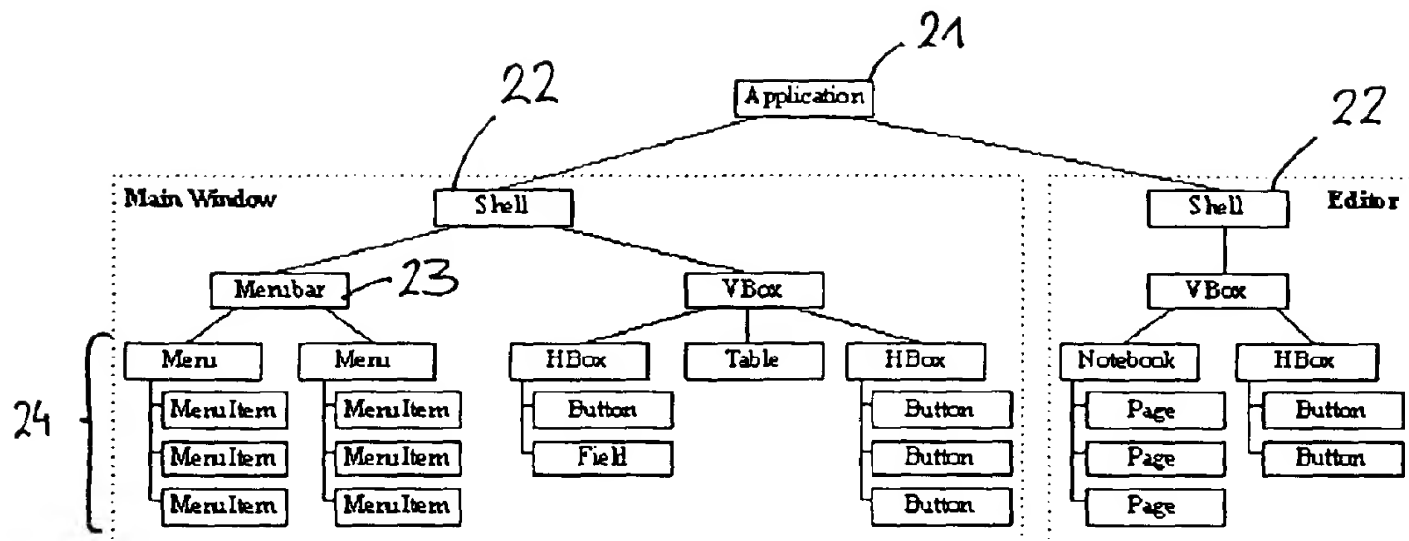 21
Application
22
22
Main Window
Shell
Shell
Editor
Menubar
23
VBox
VBox
24
Menu
Menu
HBox
Table
HBox
Notebook
HBox
MenuItem
MenuItem
Button
Button
Page
Button
MenuItem
MenuItem
Field
Button
Page
Button
MenuItem
MenuItem
Button
Page